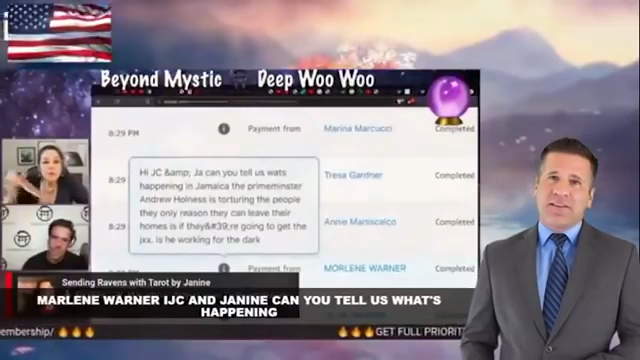 Beyond Mystic Deep Woo Woo
8:29 PM Payment from Marina Marcucci Completed
Hi JC &amp; Ja can you tell us wats
happening in Jamaica the primeminster
Andrew Holness is torturing the people
they only reason they can leave their
homes is if they&#39;re going to get the
jxx. is he working for the dark
8:29 Tresa Gardner Completed
8:29 Annie Maniscalco Completed
Payment from MORLENE WARNER Completed
Sending Ravens with Tarot by Janine
MARLENE WARNER IJC AND JANINE CAN YOU TELL US WHAT'S
HAPPENING
embership/ GET FULL PRIORIT